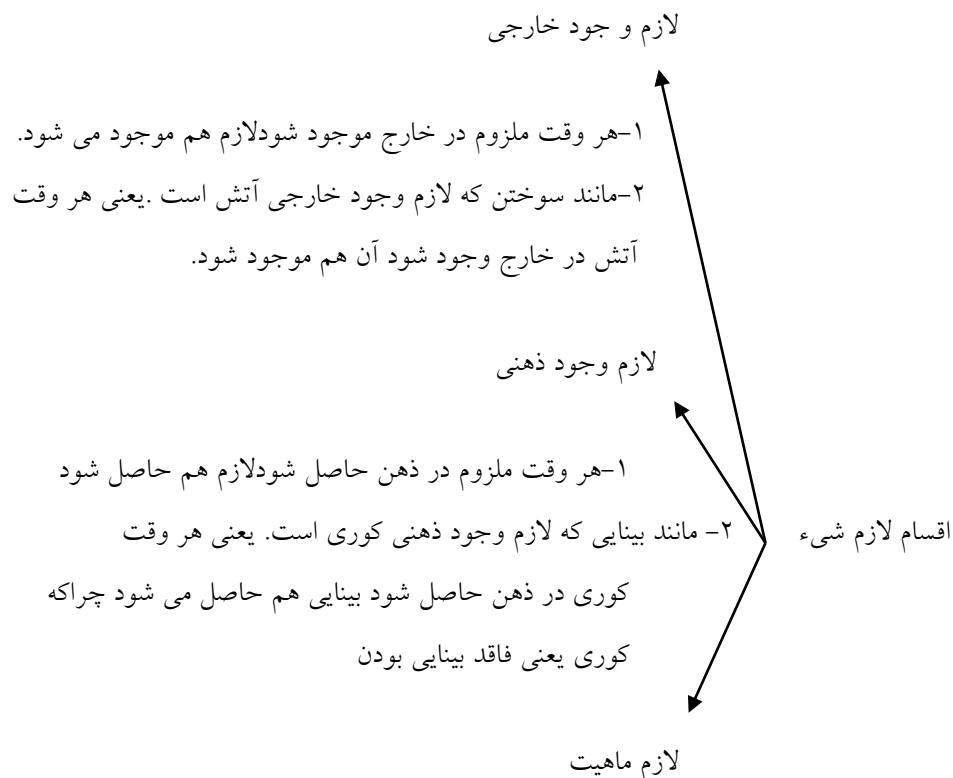 لازم و جود خارجی
۱-هر وقت ملزوم در خارج موجود شودلازم هم موجود می شود.
۲-مانند سوختن که لازم وجود خارجی آتش است .یعنی هر وقت
آتش در خارج وجود شود آن هم موجود شود.
لازم وجود ذهنی
۱-هر وقت ملزوم در ذهن حاصل شودلازم هم حاصل شود
اقسام لازم شیء
۲- مانند بینایی که لازم وجود ذهنی کوری است. یعنی هر وقت
کوری در ذهن حاصل شود بینایی هم حاصل می شود چراکه
کوری یعنی فاقد بینایی بودن
لازم ماهیت